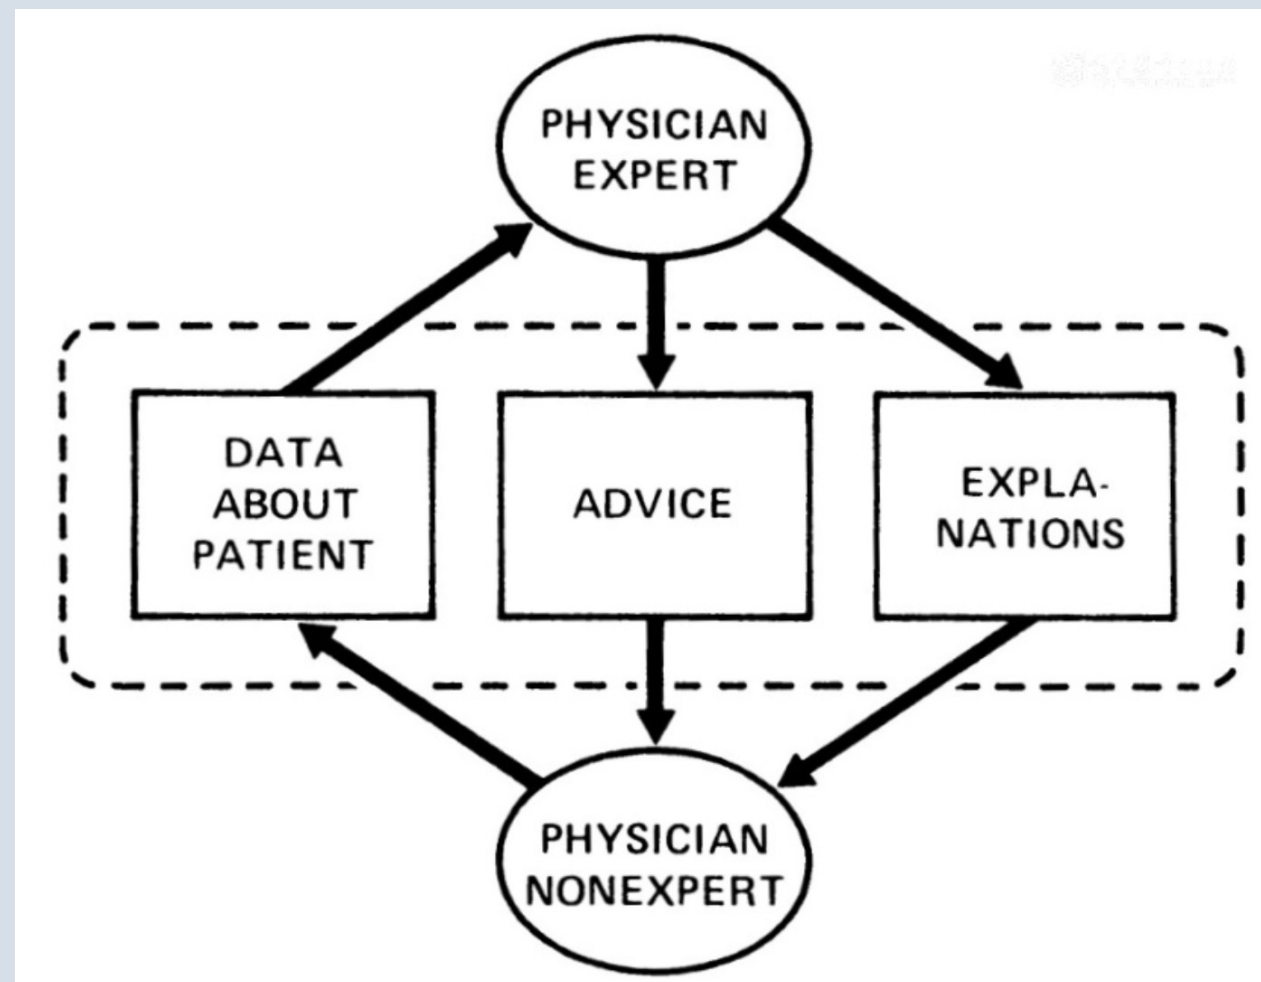 PHYSICIAN
EXPERT
DATA
ABOUT
PATIENT
ADVICE
EXPLA-
NATIONS
PHYSICIAN
NONEXPERT